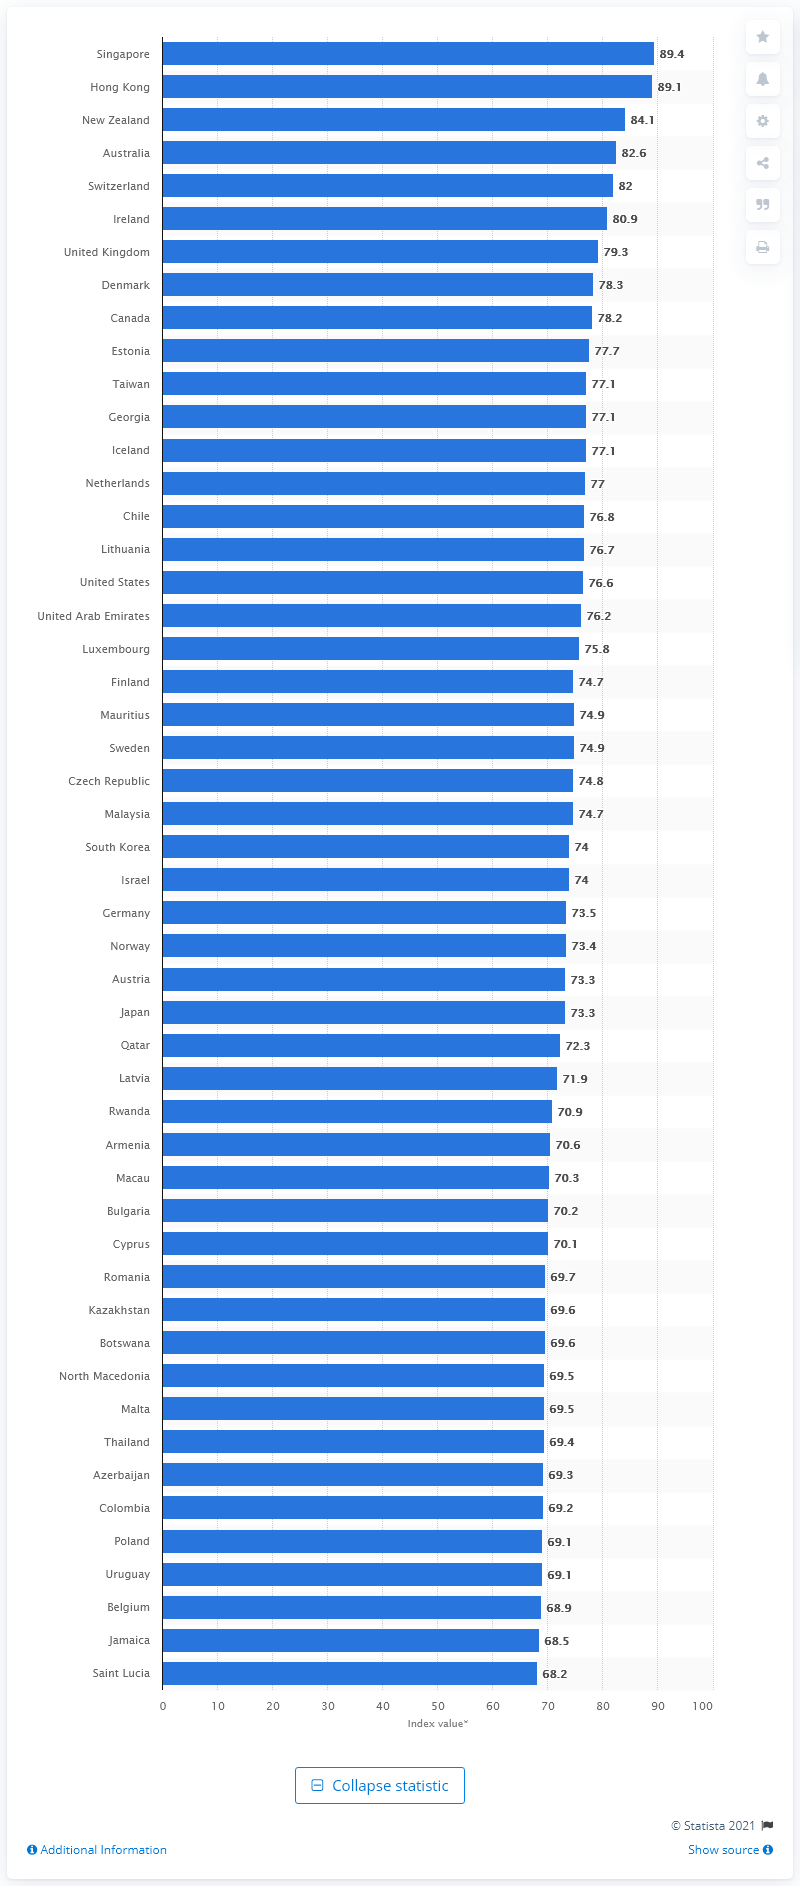 Singapore 89.4
Hong Kong 89.1
New Zealand 84.1
Australia 82.6
Switzerland 82
Ireland 80.9
United Kingdom 79.3
Denmark 78.3
Canada 78.2
Estonia 77.7
Taiwan 77.1
Georgia 77.1
Iceland 77.1
Netherlands 77
Chile 76.8
Lithuania 76.7
United States 76.6
United Arab Emirates 76.2
Luxembourg 75.8
Finland 74.7
Mauritius 74.9
Sweden 74.9
Czech Republic 74.8
Malaysia 74.7
South Korea 74
Israel 74
Germany 73.5
Norway 73.4
Austria 73.3
Japan 73.3
Qatar 72.3
Latvia 71.9
Rwanda 70.9
Armenia 70.6
Macau 70.3
Bulgaria 70.2
Cyprus 70.1
Romania 69.7
Kazakhstan 69.6
Botswana 69.6
North Macedonia 69.5
Malta 69.5
Thailand 69.4
Azerbaijan 69.3
Colombia 69.2
Poland 69.1
Uruguay 69.1
Belgium 68.9
Jamaica 68.5
Saint Lucia 68.2
0 10 20 30 40 50 60 70 80 90 100
Index value*
Collapse statistic
© Statista 2021
Additional Information Show source